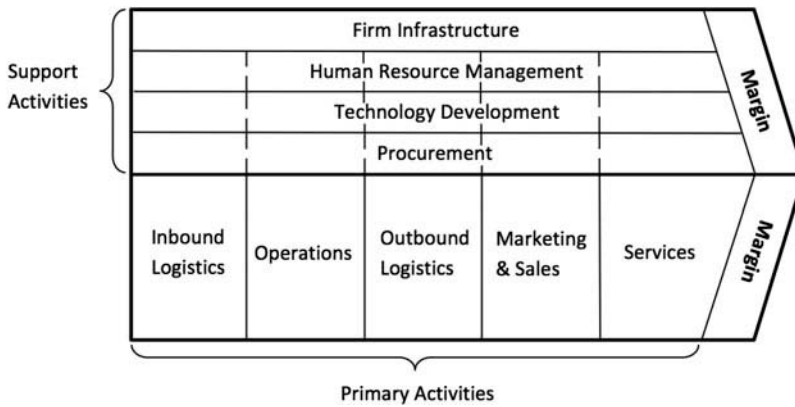 Firm Infrastructure
Support
Activities
Human Resource Management
Technology Development
Procurement
Margin
Inbound
Logistics
Operations
Outbound
Logistics
Marketing
& Sales
Services
Margin
Primary Activities